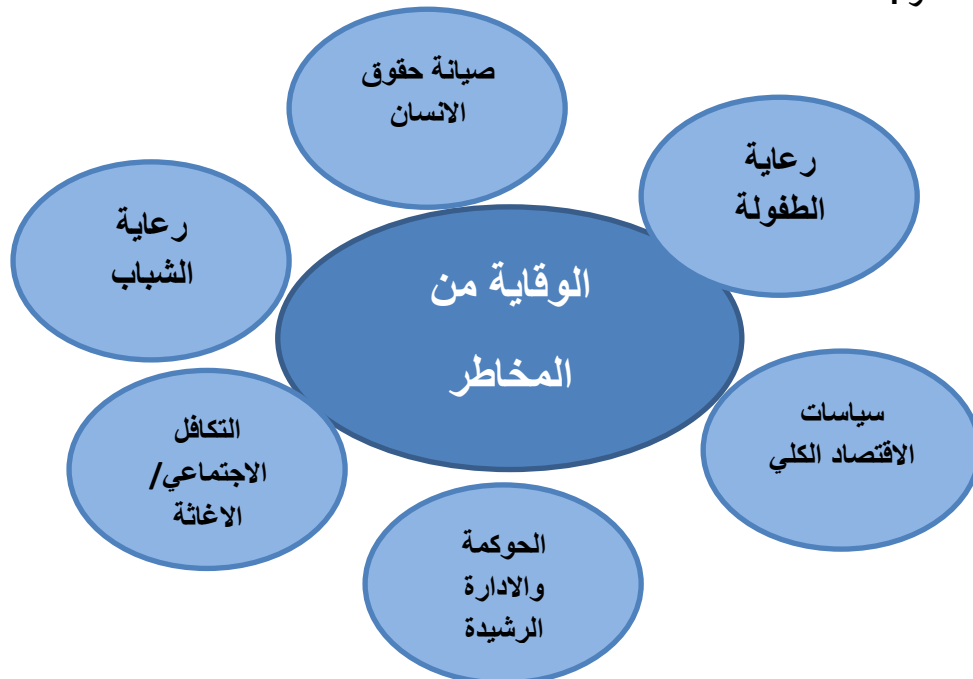 صيانة حقوق
الانسان
رعاية
الطفولة
رعاية
الشباب
الوقاية من
المخاطر
سياسات
الاقتصاد الكلي
التكافل
الاجتماعي/
الاغاثة
الحوكمة
والادارة
الرشيدة